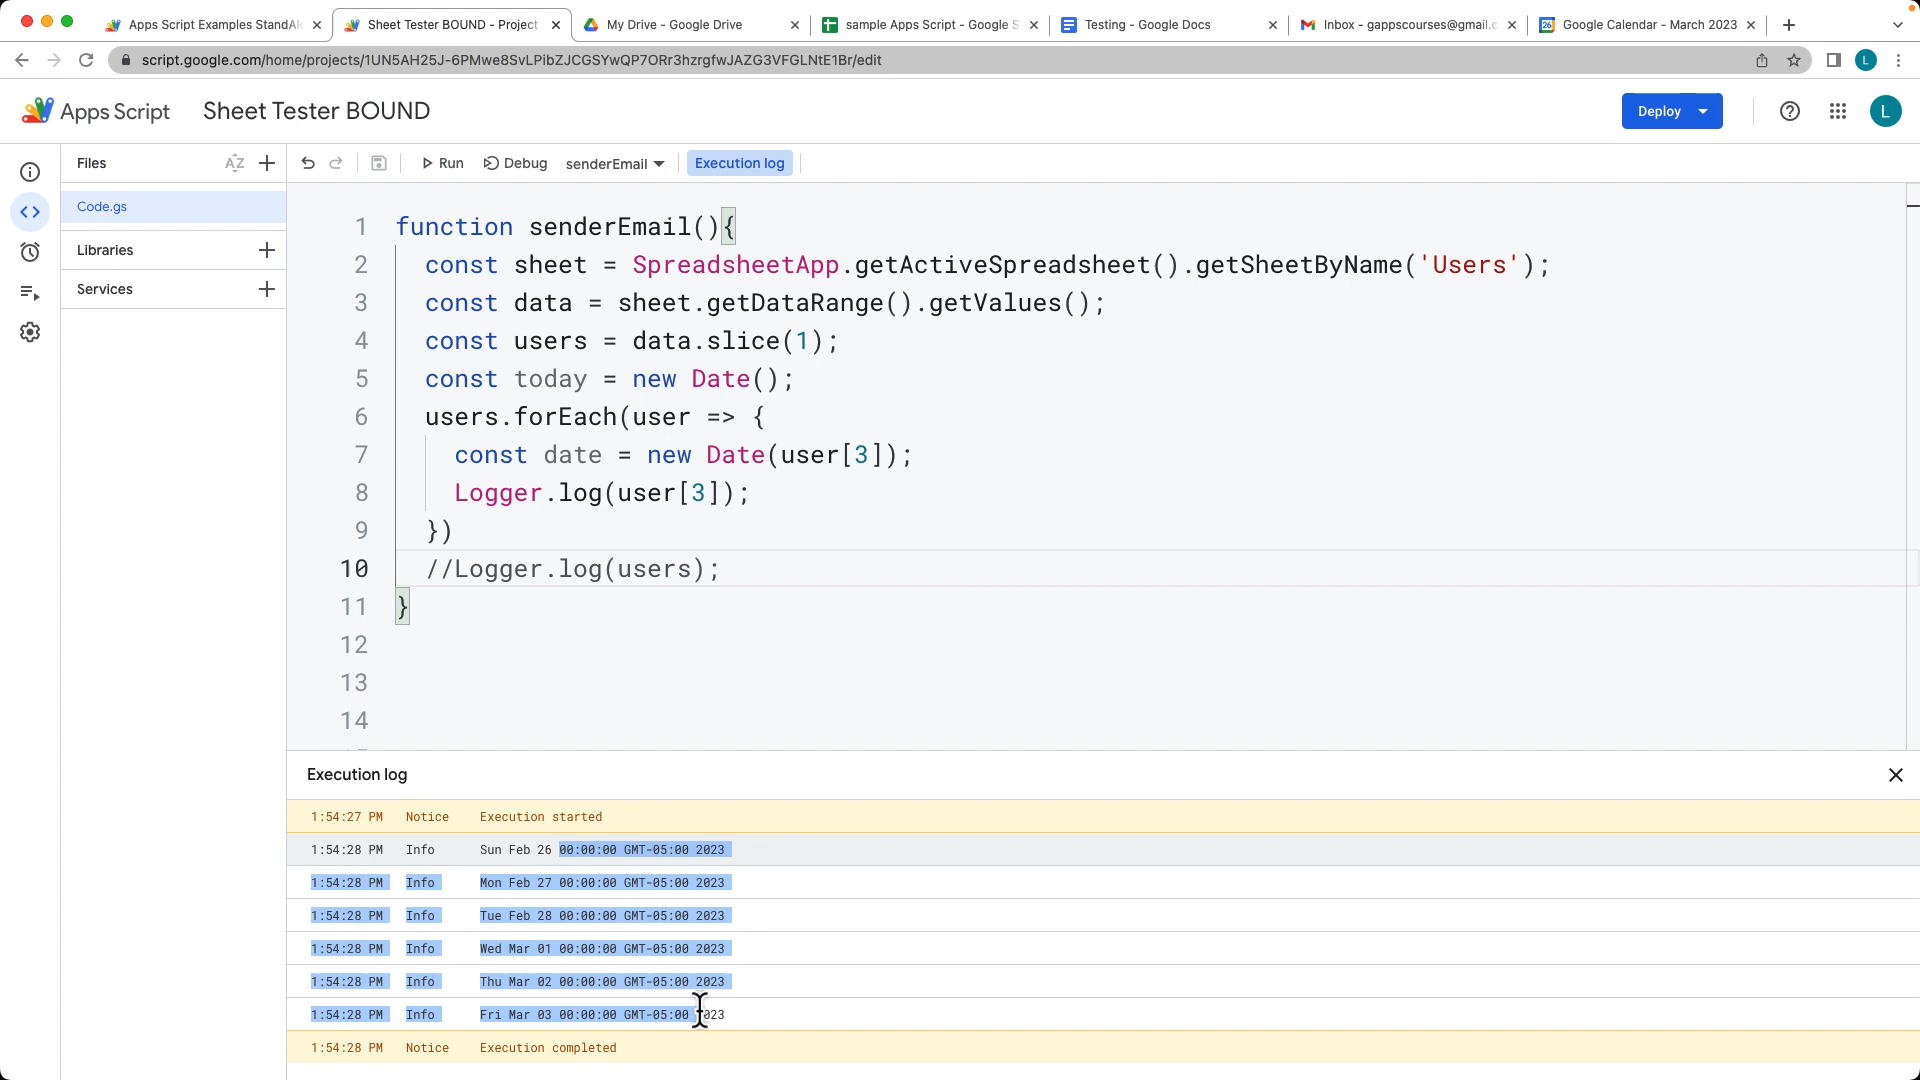 Apps Script Examples StandAl
Sheet Tester BOUND - Project
My Drive - Google Drive
sample Apps Script - Google S
Testing - Google Docs
Inbox - gappscourses@gmail.c
26
Google Calendar - March 2023
script.google.com/home/projects/1UN5AH25J-6PMwe8SvLPibZJCGSYwQP7ORr3hzrgfwJAZG3VFGLNtE1Br/edit
L
Apps Script
Sheet Tester BOUND
Deploy
L
Files
AZ
Run
Debug
senderEmail
Execution log
Code.gs
Libraries
Services
1 function senderEmail(){
2 const sheet = SpreadsheetApp.getActiveSpreadsheet().getSheetByName('Users');
3 const data = sheet.getDataRange().getValues();
4 const users = data.slice(1);
5 const today = new Date();
6 users.forEach(user => {
7 const date = new Date(user[3]);
8 Logger.log(user[3]);
9 })
10 //Logger.log(users);
11 }
12
13
14
Execution log
1:54:27 PM Notice Execution started
1:54:28 PM Info Sun Feb 26 00:00:00 GMT-05:00 2023
1:54:28 PM Info Mon Feb 27 00:00:00 GMT-05:00 2023
1:54:28 PM Info Tue Feb 28 00:00:00 GMT-05:00 2023
1:54:28 PM Info Wed Mar 01 00:00:00 GMT-05:00 2023
1:54:28 PM Info Thu Mar 02 00:00:00 GMT-05:00 2023
1:54:28 PM Info Fri Mar 03 00:00:00 GMT-05:00 2023
1:54:28 PM Notice Execution completed